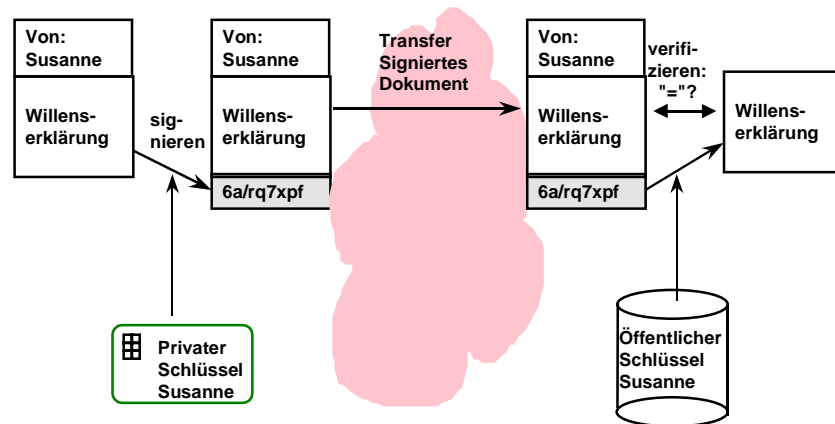 Von:
Susanne
Willens-
erklärung
sig-
nieren
Von:
Susanne
Willens-
erklärung
6a/rq7xpf
Transfer
Signiertes
Dokument
Von:
Susanne
Willens-
erklärung
6a/rq7xpf
verifi-
zieren:
"="?
Willens-
erklärung
Privater
Schlüssel
Susanne
Öffentlicher
Schlüssel
Susanne